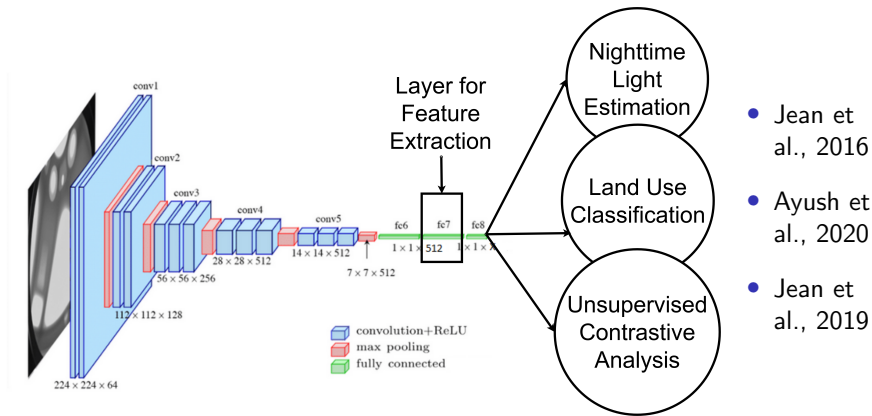 conv1
conv2
conv3
conv4
conv5
fc6
fc7
fc8
224 × 224 × 64
112 × 112 × 128
56 × 56 × 256
28 × 28 × 512
14 × 14 × 512
7 × 7 × 512
1 × 1 × 512
1 × 1 ×
convolution+ReLU
max pooling
fully connected
Layer for
Feature
Extraction
Nighttime
Light
Estimation
Land Use
Classification
Unsupervised
Contrastive
Analysis
• Jean et
al., 2016
• Ayush et
al., 2020
• Jean et
al., 2019